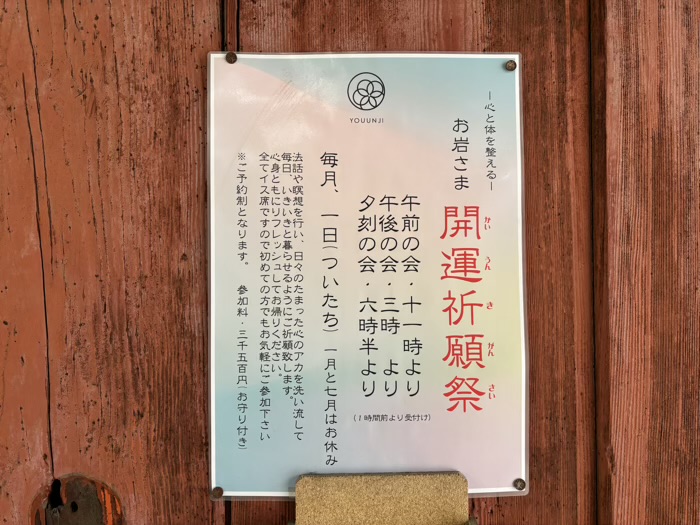 YOUUNJI
―心と体を整える―
お岩さま
開運祈願祭
かい うん き がん さい
午前の会・十一時より
午後の会・三時 より
夕刻の会・六時半より
(1時間前より受付け)
毎月、一日(ついたち) 一月と七月はお休み
法話や瞑想を行い、日々のたまった心のアカを洗い流して
毎日、いきいきと暮らせるようにご祈願致します。
心身ともにリフレッシュしてお帰りください。
全てイス席ですので初めての方でもお気軽にご参加下さい
※ご予約制となります。 参加料・三千五百円(お守り付き)